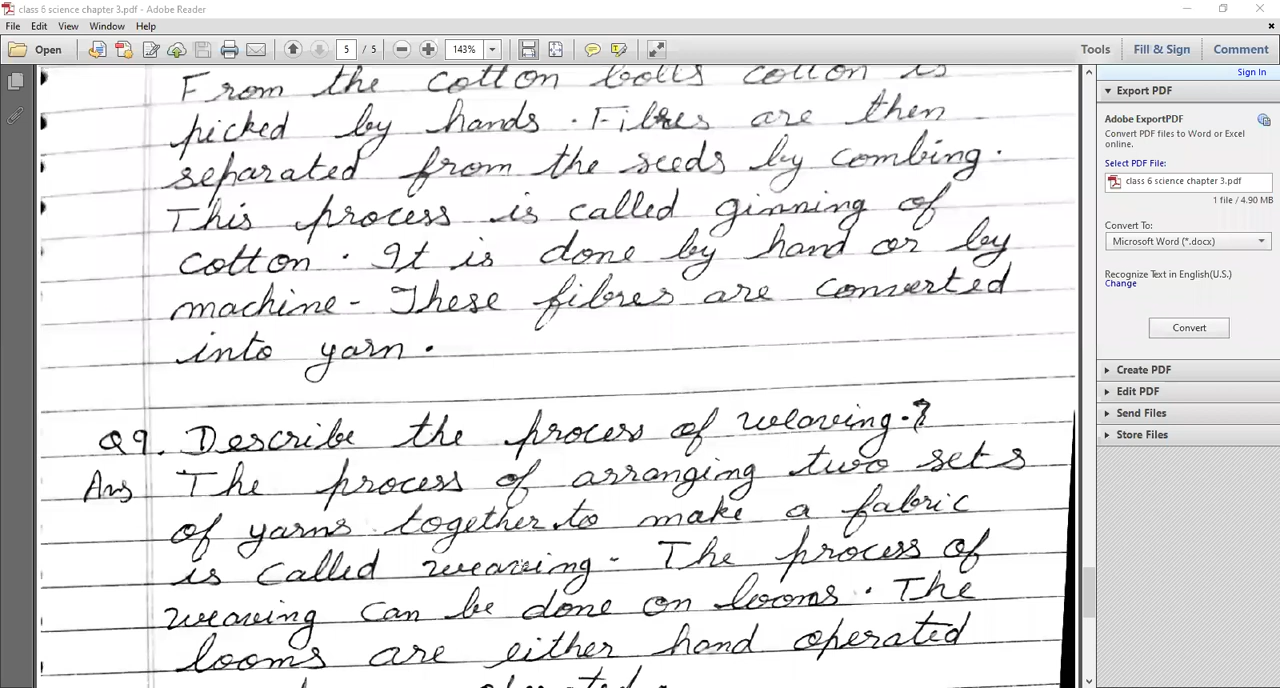 class 6 science chapter 3.pdf - Adobe Reader
File Edit View Window Help
Open 5 / 5 143% Tools Fill & Sign Comment
Sign In
Export PDF
Adobe ExportPDF
Convert PDF files to Word or Excel
online.
Select PDF File:
class 6 science chapter 3.pdf
1 file / 4.90 MB
Convert To:
Microsoft Word (*.docx)
Recognize Text in English(U.S.)
Change
Convert
Create PDF
Edit PDF
Send Files
Store Files
From the cotton bolls cotton is
picked by hands. Fibres are then
separated from the seeds by combing.
This process is called ginning of
cotton. It is done by hand or by
machine- These fibres are converted
into yarn.
Q9. Describe the process of weaving.?
Ans The process of arranging two sets
of yarns together to make a fabric
is called weaving- The process of
weaving can be done on looms. The
looms are either hand operated
operated.